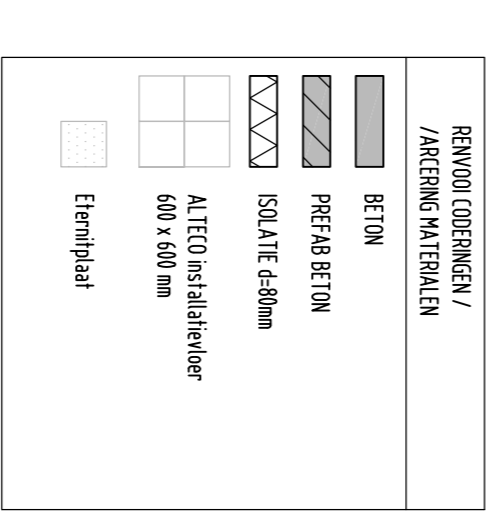 RENVOOI CODERINGEN /
/ARCERING MATERIALEN
BETON
PREFAB BETON
ISOLATIE d=80mm
ALTECO installatievloer
600 x 600 mm
Eternitplaat